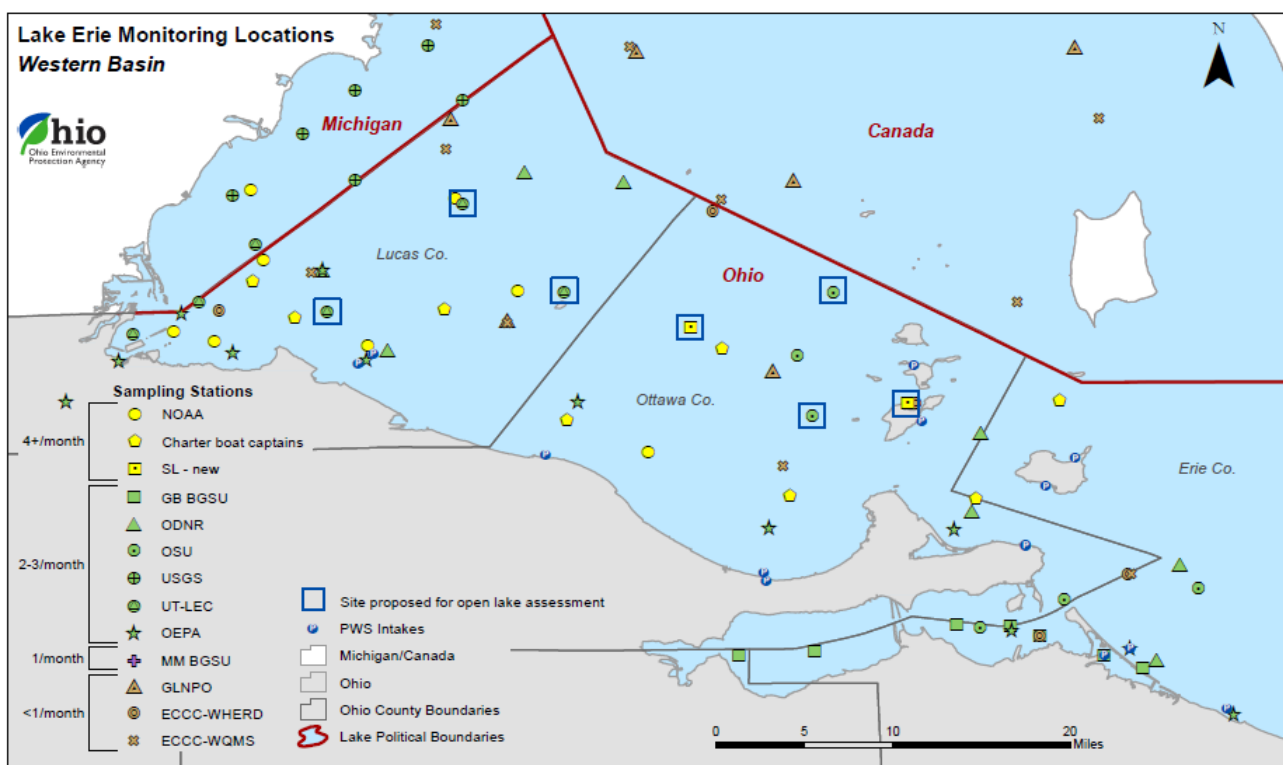 Lake Erie Monitoring Locations
Western Basin
Ohio
Ohio Environmental
Protection Agency
N
Michigan
Canada
Lucas Co.
Ohio
Ottawa Co.
Erie Co.
Sampling Stations
4+/month
NOAA
Charter boat captains
SL - new
2-3/month
GB BGSU
ODNR
OSU
USGS
UT-LEC
OEPA
1/month
MM BGSU
<1/month
GLNPO
ECCC-WHERD
ECCC-WQMS
Site proposed for open lake assessment
P PWS Intakes
Michigan/Canada
Ohio
Ohio County Boundaries
Lake Political Boundaries
0 5 10 20
Miles